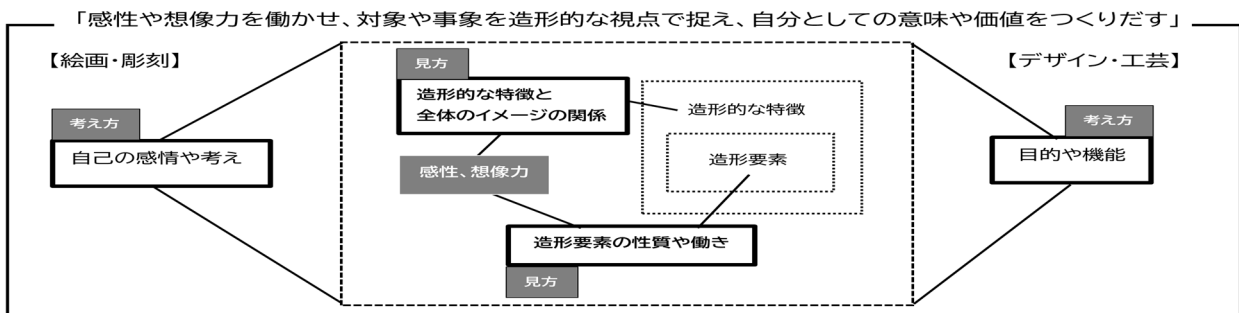 「感性や想像力を働かせ、対象や事象を造形的な視点で捉え、自分としての意味や価値をつくりだす」
【絵画・彫刻】
考え方
自己の感情や考え
見方
造形的な特徴と
全体のイメージの関係
感性、想像力
造形的な特徴
造形要素
造形要素の性質や働き
見方
【デザイン・工芸】
考え方
目的や機能